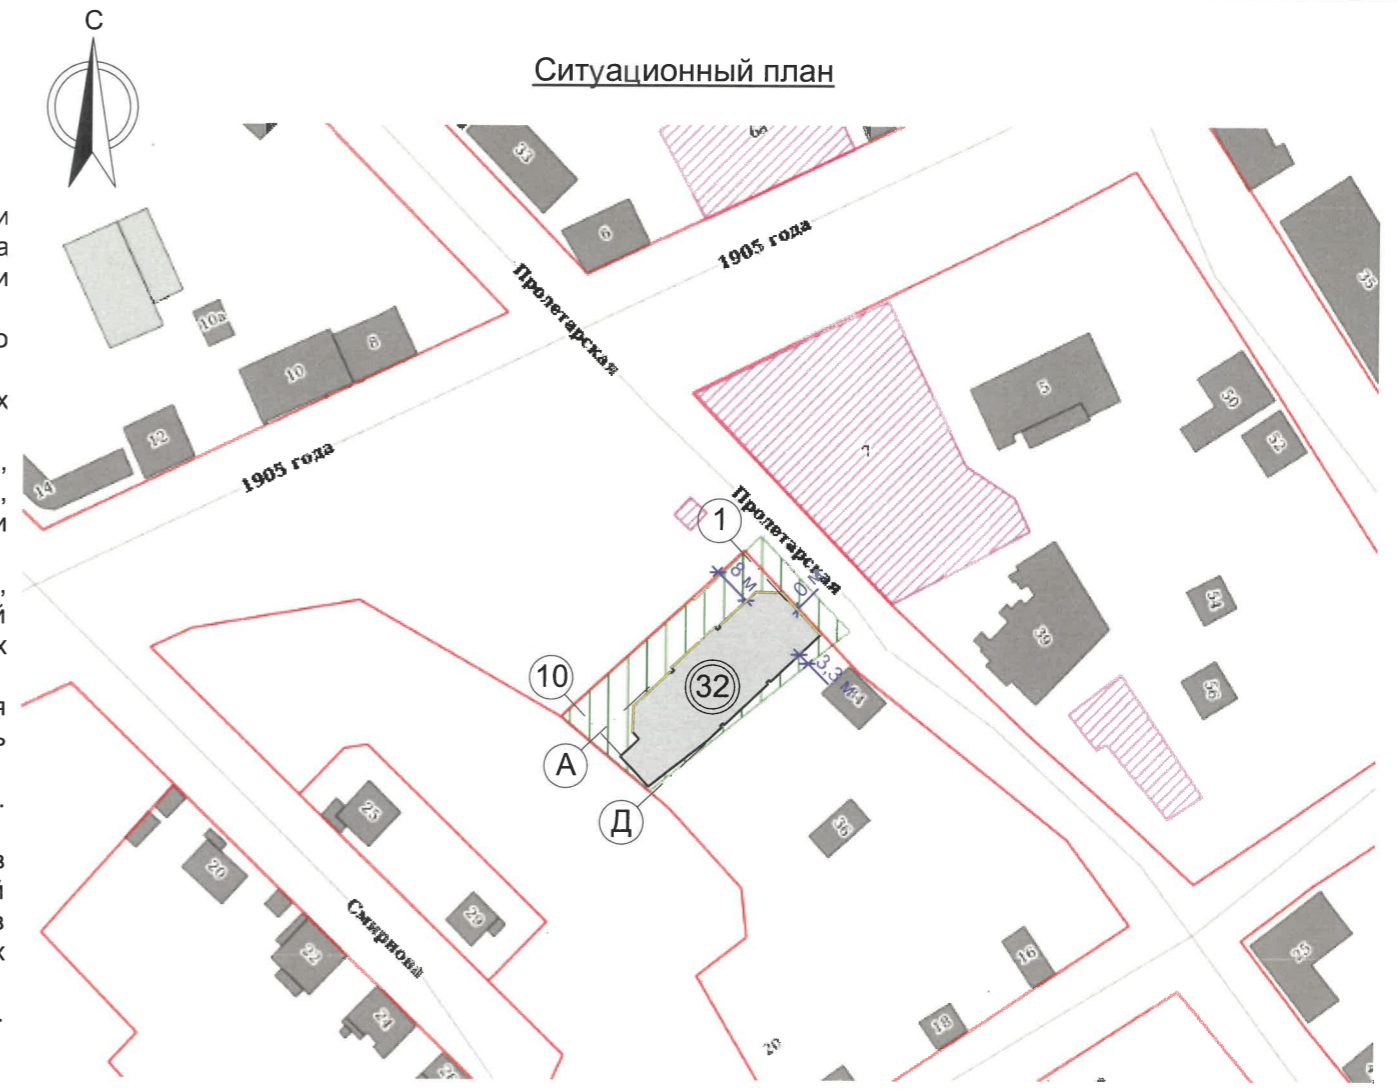 С
Ситуационный план
33
6а
6
1905 года
Пролетарская
35
10а
8
10
5
50
12
52
7
14
1905 года
Пролетарская
1
8 м
0 м
54
39
10
32
3,3 м
56
А
Д
25
36
20
29
Смирнова
22
16
25
24
18
20
и
а
и
о
х
,
,
и
,
й
х
я
ь
.
в
й
в
х
.